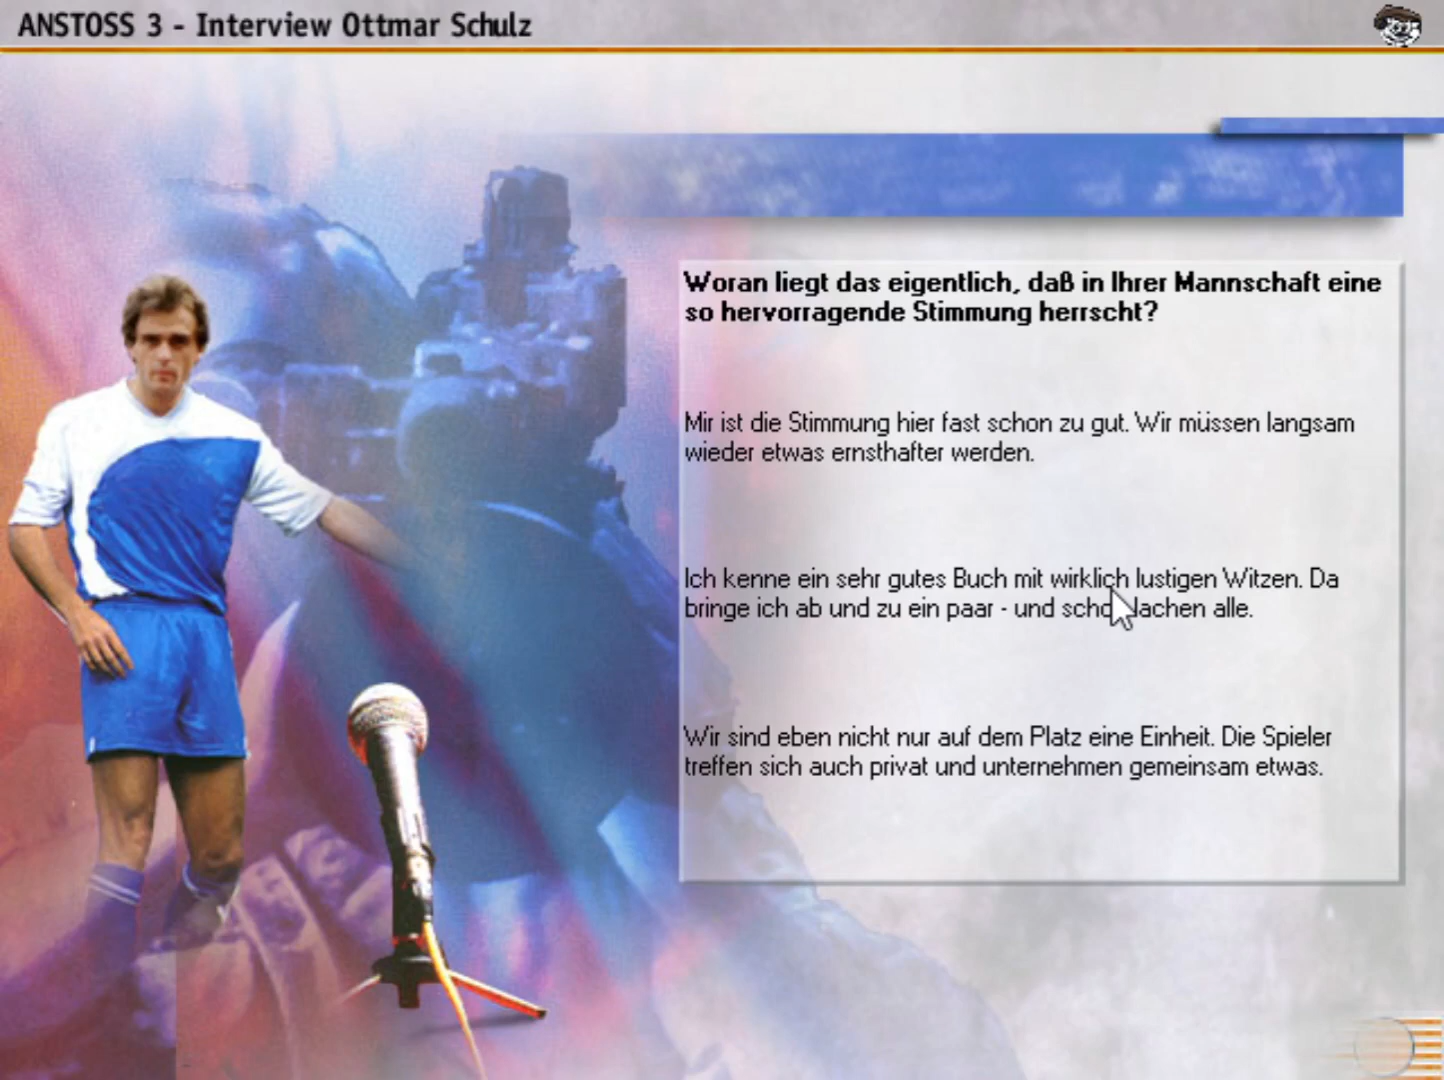 ANSTOSS 3 - Interview Ottmar Schulz
Woran liegt das eigentlich, daß in Ihrer Mannschaft eine
so hervorragende Stimmung herrscht?
Mir ist die Stimmung hier fast schon zu gut. Wir müssen langsam
wieder etwas ernsthafter werden.
Ich kenne ein sehr gutes Buch mit wirklich lustigen Witzen. Da
bringe ich ab und zu ein paar - und schon lachen alle.
Wir sind eben nicht nur auf dem Platz eine Einheit. Die Spieler
treffen sich auch privat und unternehmen gemeinsam etwas.